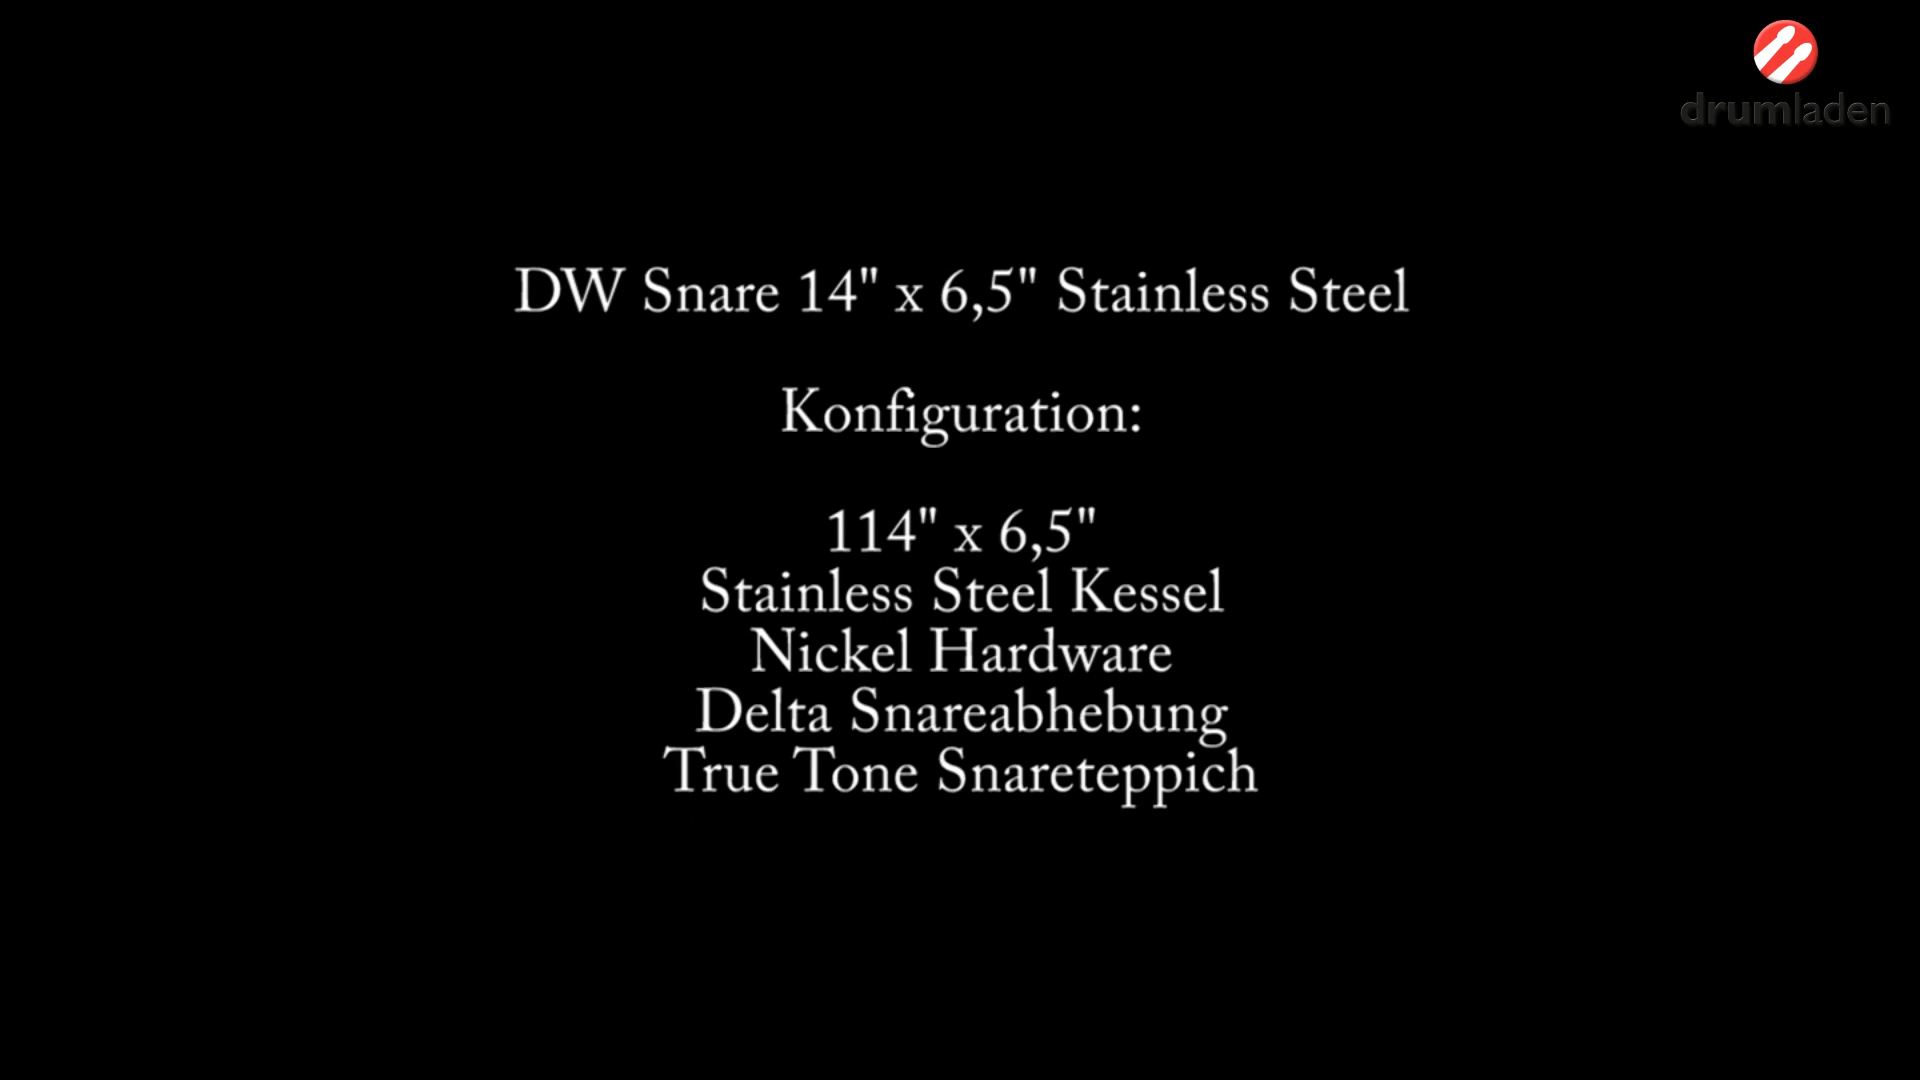 drumladen
DW Snare 14" x 6,5" Stainless Steel
Konfiguration:
114" x 6,5"
Stainless Steel Kessel
Nickel Hardware
Delta Snareabhebung
True Tone Snareteppich